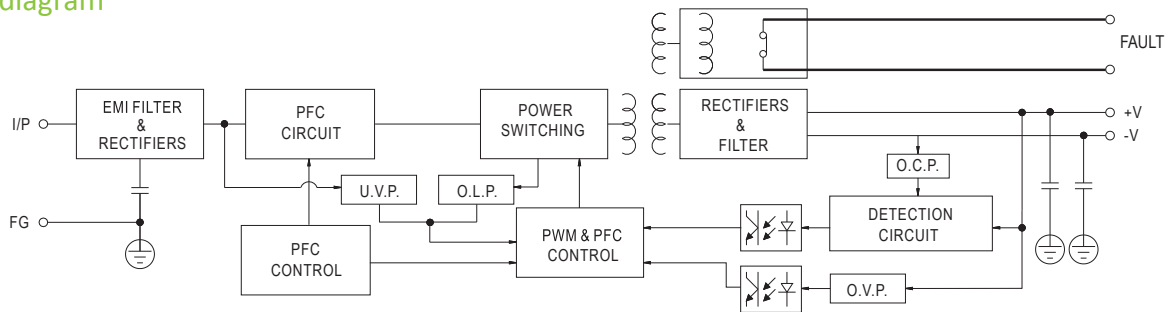 diagram
FAULT
I/P
EMI FILTER
&
RECTIFIERS
PFC
CIRCUIT
POWER
SWITCHING
RECTIFIERS
&
FILTER
+V
-V
O.C.P.
U.V.P.
O.L.P.
FG
PFC
CONTROL
PWM & PFC
CONTROL
DETECTION
CIRCUIT
O.V.P.